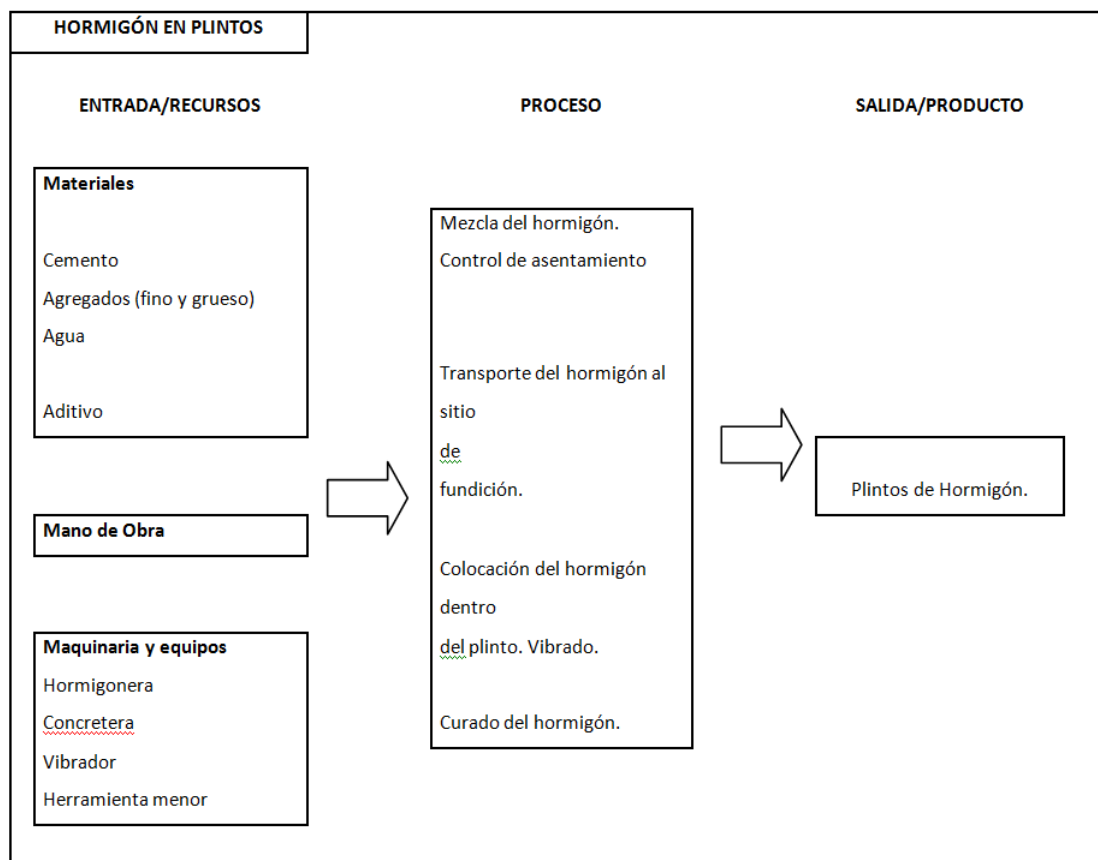 HORMIGÓN EN PLINTOS
ENTRADA/RECURSOS
PROCESO
SALIDA/PRODUCTO
Materiales
Cemento
Agregados (fino y grueso)
Agua
Aditivo
Mano de Obra
Maquinaria y equipos
Hormigonera
Concretera
Vibrador
Herramienta menor
Mezcla del hormigón.
Control de asentamiento
Transporte del hormigón al
sitio
de
fundición.
Colocación del hormigón
dentro
del plinto. Vibrado.
Curado del hormigón.
Plintos de Hormigón.